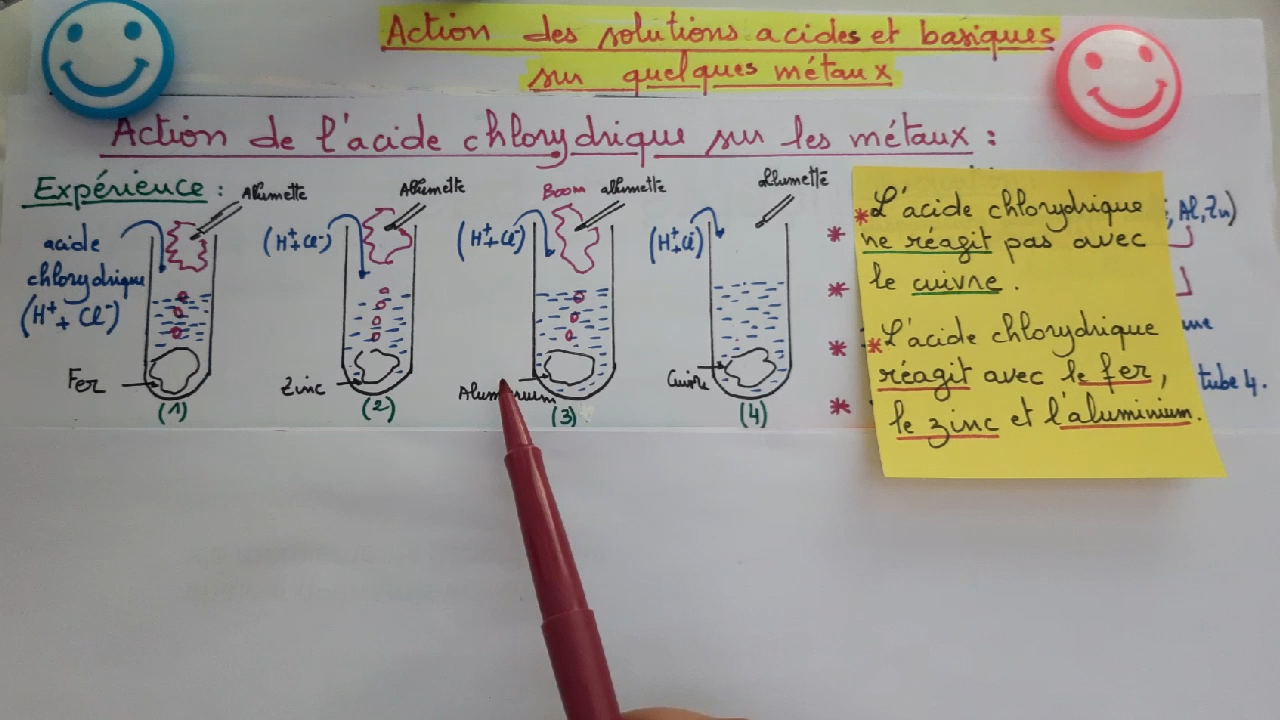 Action des solutions acides et basiques
sur quelques métaux
Action de l'acide chlorydrique sur les métaux :
Expérience :
Allumette
Allumette
Boom allumette
Allumette
acide
chlorydrique
(H⁺+ Cl⁻)
(H⁺+Cl⁻)
(H⁺+Cl⁻)
(H⁺+Cl⁻)
Fer
Zinc
Aluminium
Cuivre
(1)
(2)
(3)
(4)
*L'acide chlorydrique
ne réagit pas avec
le cuivre.
*L'acide chlorydrique
réagit avec le fer,
le zinc et l'aluminium.
, Al, Zn)
tube 4.